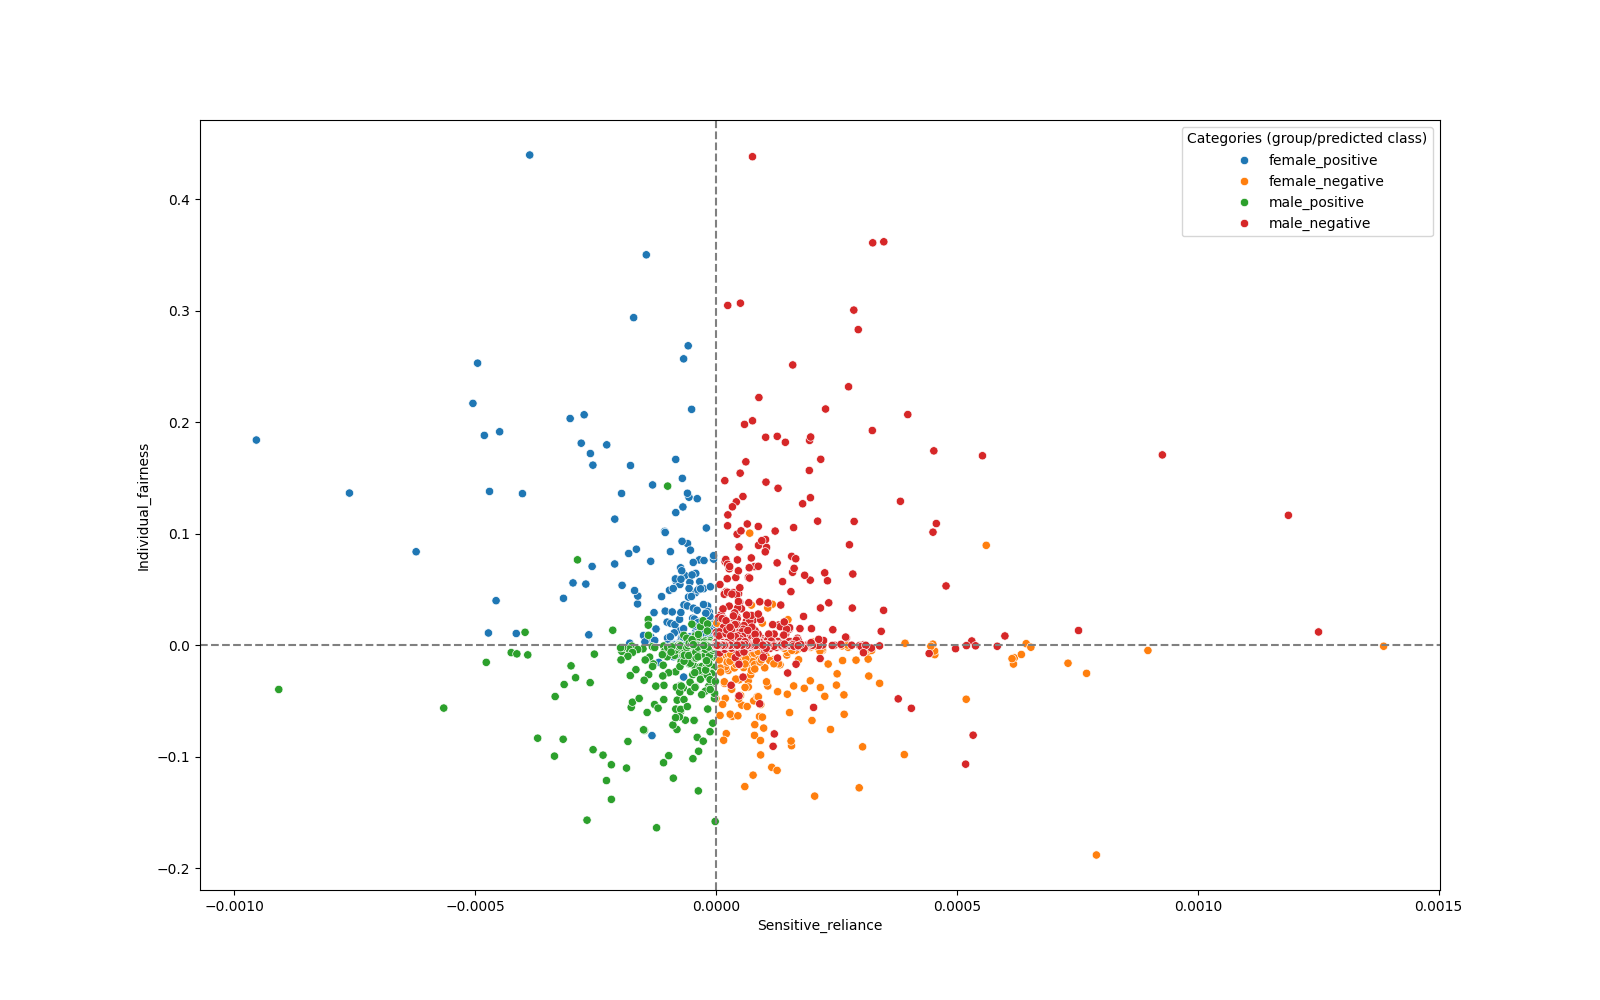 Categories (group/predicted class)
female_positive
female_negative
male_positive
male_negative
0.4
0.3
0.2
0.1
0.0
−0.1
−0.2
Individual_fairness
−0.0010
−0.0005
0.0000
0.0005
0.0010
0.0015
Sensitive_reliance